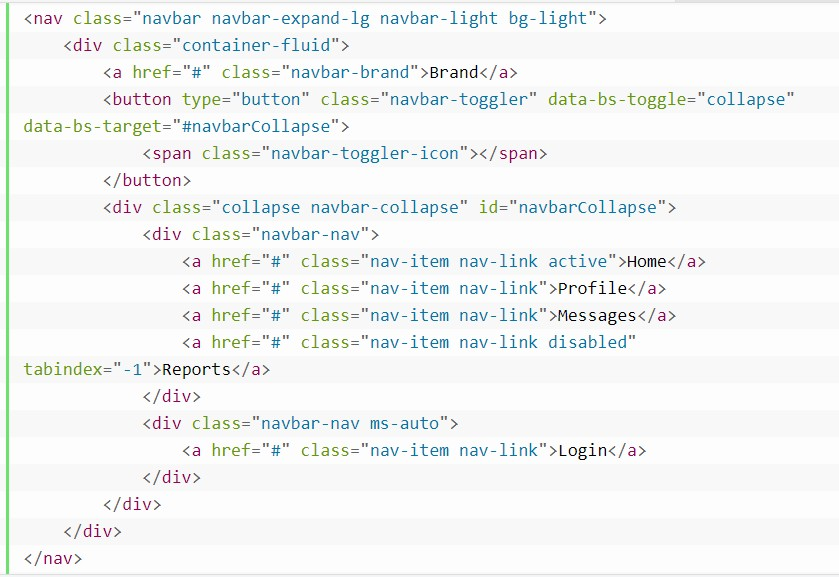 <nav class="navbar navbar-expand-lg navbar-light bg-light">
    <div class="container-fluid">
        <a href="#" class="navbar-brand">Brand</a>
        <button type="button" class="navbar-toggler" data-bs-toggle="collapse"
data-bs-target="#navbarCollapse">
            <span class="navbar-toggler-icon"></span>
        </button>
        <div class="collapse navbar-collapse" id="navbarCollapse">
            <div class="navbar-nav">
                <a href="#" class="nav-item nav-link active">Home</a>
                <a href="#" class="nav-item nav-link">Profile</a>
                <a href="#" class="nav-item nav-link">Messages</a>
                <a href="#" class="nav-item nav-link disabled"
tabindex="-1">Reports</a>
            </div>
            <div class="navbar-nav ms-auto">
                <a href="#" class="nav-item nav-link">Login</a>
            </div>
        </div>
    </div>
</nav>